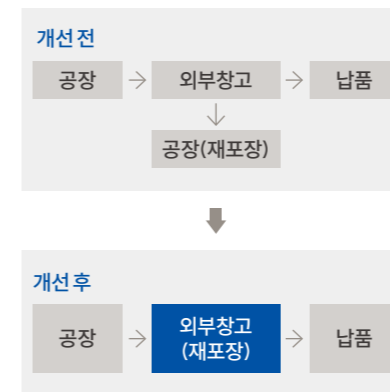 개선 전
공장 → 외부창고 → 납품
↓
공장(재포장)
개선 후
공장 → 외부창고 → 납품
(재포장)